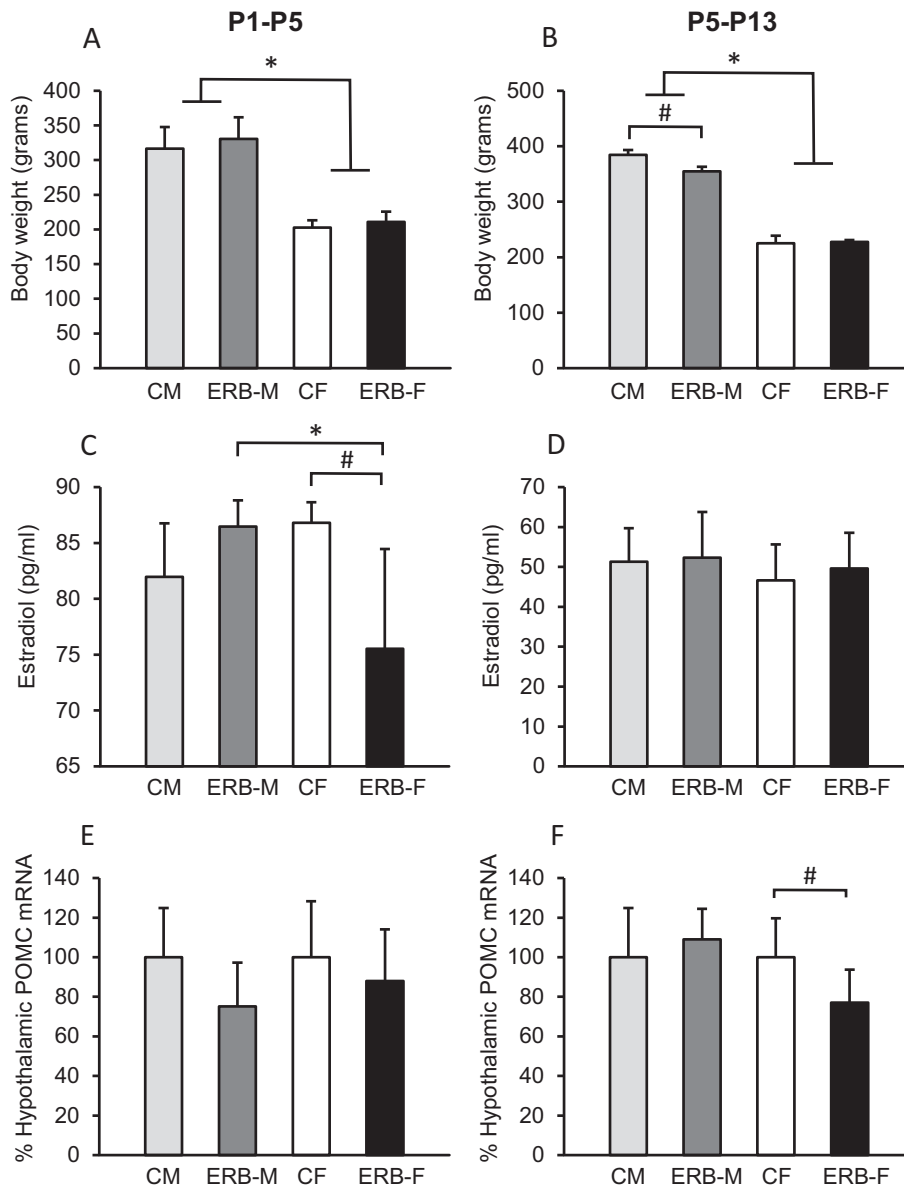 P1-P5
P5-P13
A
*
Body weight (grams)
400
350
300
250
200
150
100
50
0
CM ERB-M CF ERB-F
B
*
#
Body weight (grams)
500
400
300
200
100
0
CM ERB-M CF ERB-F
C
*
#
Estradiol (pg/ml)
90
85
80
75
70
65
CM ERB-M CF ERB-F
D
Estradiol (pg/ml)
70
60
50
40
30
20
10
0
CM ERB-M CF ERB-F
E
% Hypothalamic POMC mRNA
140
120
100
80
60
40
20
0
CM ERB-M CF ERB-F
F
#
% Hypothalamic POMC mRNA
140
120
100
80
60
40
20
0
CM ERB-M CF ERB-F